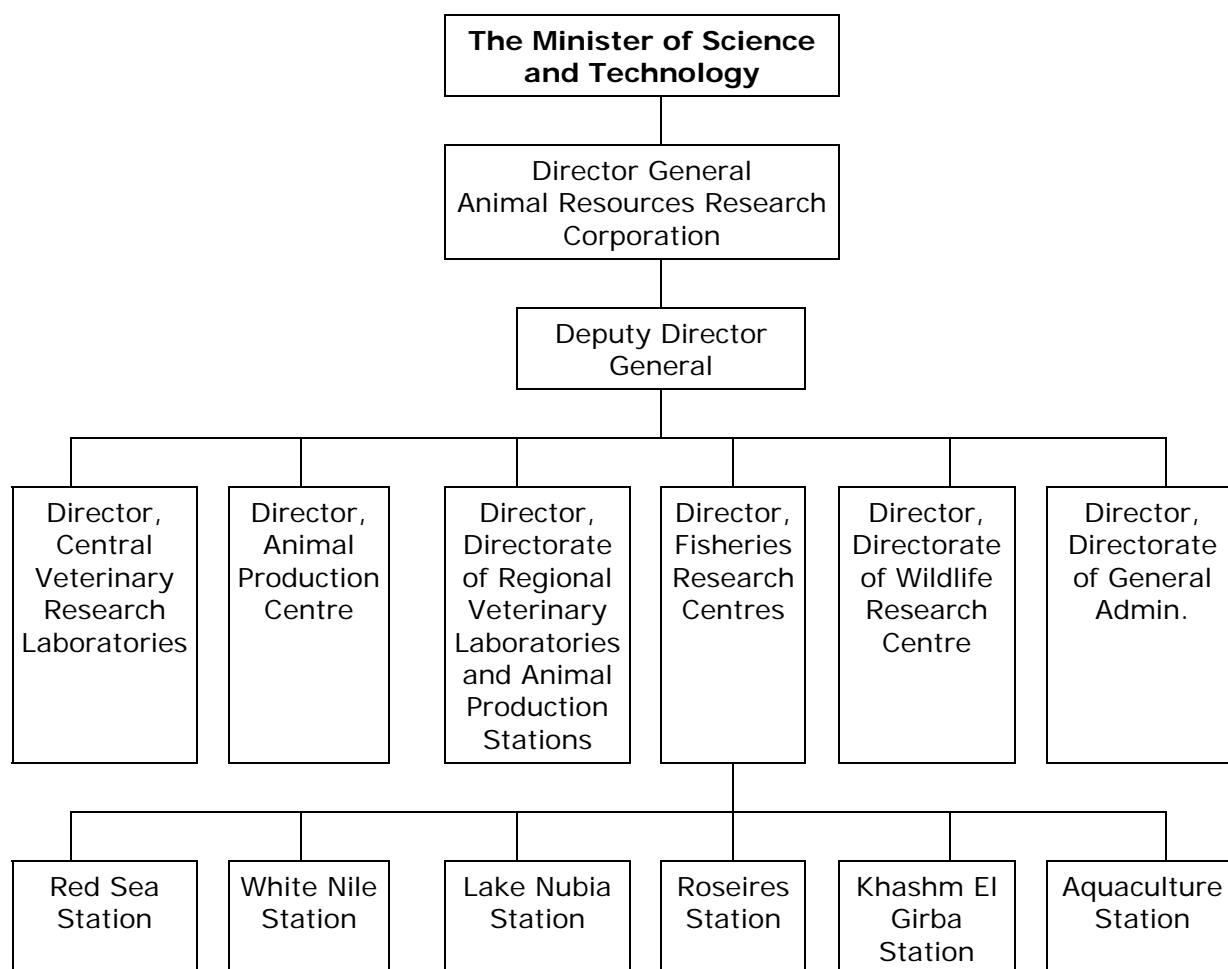 The Minister of Science
and Technology
Director General
Animal Resources Research
Corporation
Deputy Director
General
Director,
Central
Veterinary
Research
Laboratories
Director,
Animal
Production
Centre
Director,
Directorate
of Regional
Veterinary
Laboratories
and Animal
Production
Stations
Director,
Fisheries
Research
Centres
Director,
Directorate
of Wildlife
Research
Centre
Director,
Directorate
of General
Admin.
Red Sea
Station
White Nile
Station
Lake Nubia
Station
Roseires
Station
Khashm El
Girba
Station
Aquaculture
Station